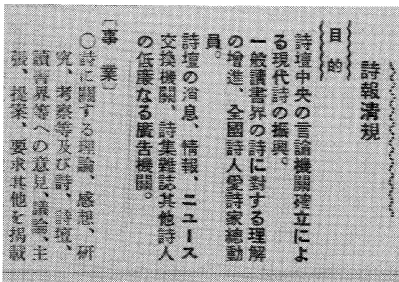 詩報淸規
目的
詩壇中央の言論機關確立によ
る現代詩の振興。
一般讀書界の詩に對する理解
の增進、全國詩人愛詩家總動
員。
詩壇の消息、情報、ニュース
交換機關、詩集雜誌其他詩人
の低廉なる廣吿機關。
〔事業〕
〇詩に關する理論、感想、硏
究、考察等及び詩、詩壇、
讀書界等への意見、議論、主
張、提案、要求其他を揭載